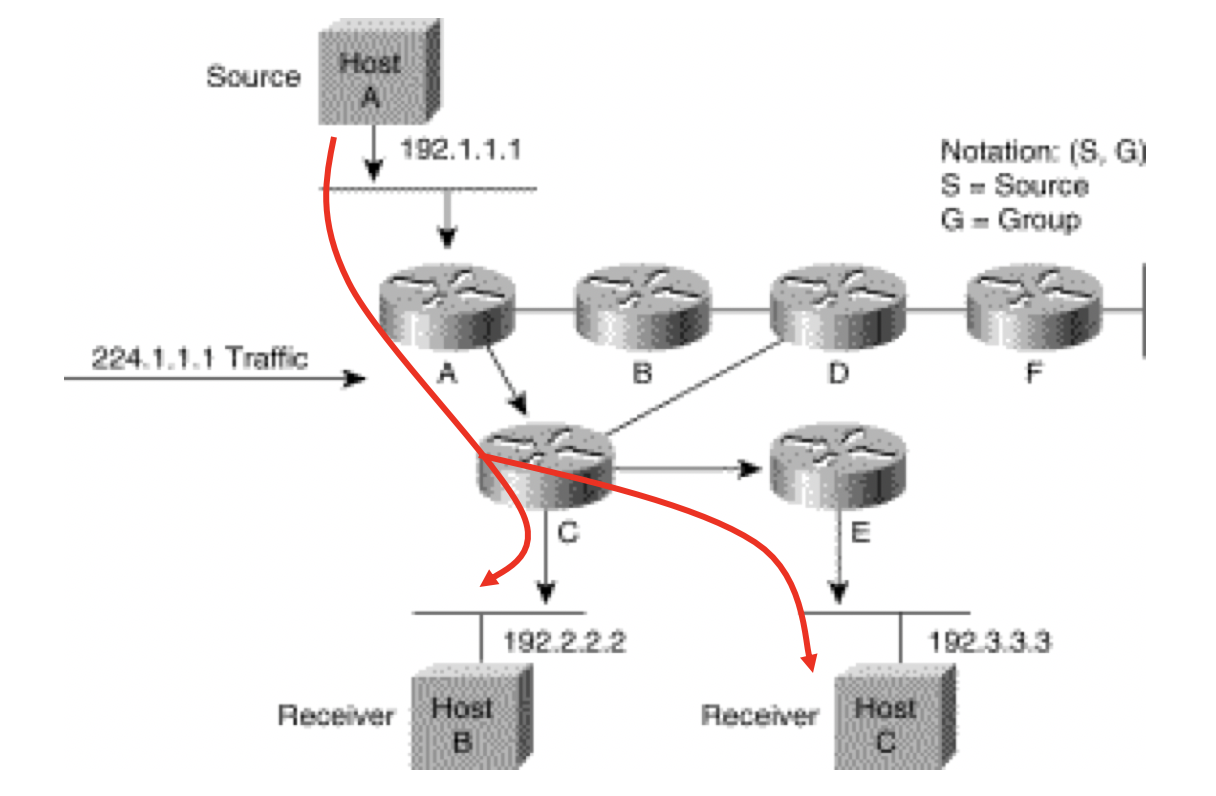 Source
Host
A
192.1.1.1
Notation: (S, G)
S = Source
G = Group
224.1.1.1 Traffic
A
B
D
F
C
E
192.2.2.2
192.3.3.3
Receiver
Host
B
Receiver
Host
C